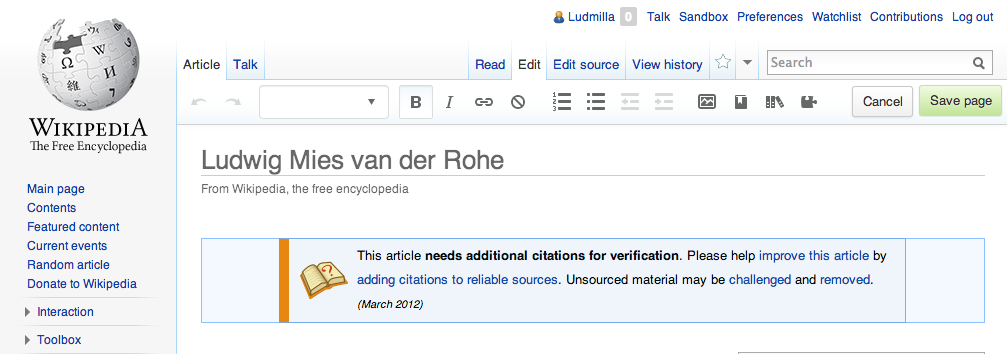 Ludmilla 0 Talk Sandbox Preferences Watchlist Contributions Log out
Article Talk Read Edit Edit source View history Search
B I Cancel Save page
Ω W И
維
WIKIPEDIA
The Free Encyclopedia
Main page
Contents
Featured content
Current events
Random article
Donate to Wikipedia
Interaction
Toolbox
Ludwig Mies van der Rohe
From Wikipedia, the free encyclopedia
?
This article needs additional citations for verification. Please help improve this article by
adding citations to reliable sources. Unsourced material may be challenged and removed.
(March 2012)